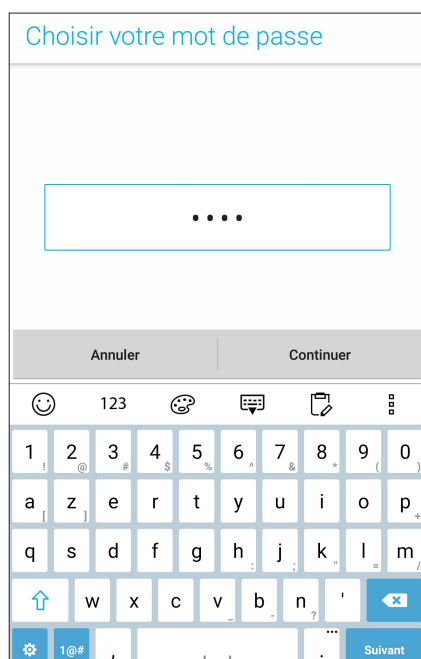 Choisir votre mot de passe
••••
Annuler Continuer
123
1 ! 2 @ 3 # 4 $ 5 % 6 ^ 7 & 8 * 9 ( 0 )
a [ z ] e r t y u i o p +
q s d f g h : j ; k " l = m /
w x c v _ b - n ? '
1@# , . Suivant